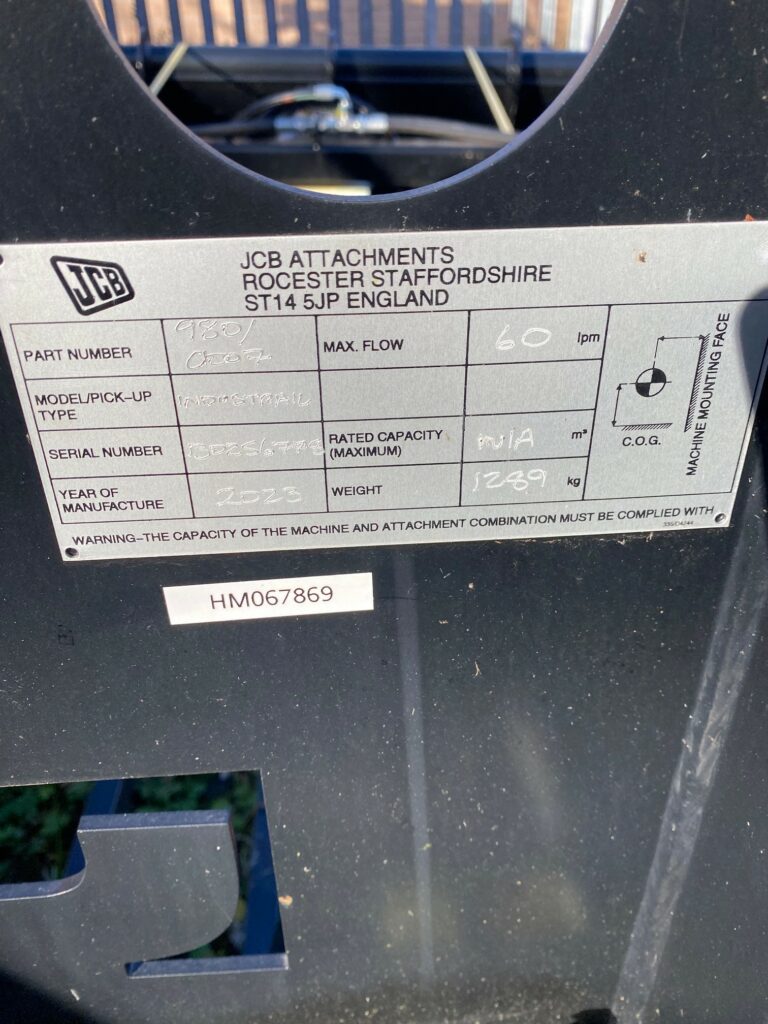 JCB
JCB ATTACHMENTS
ROCESTER STAFFORDSHIRE
ST14 5JP ENGLAND
PART NUMBER
980/
MAX. FLOW
60 lpm
MODEL/PICK-UP
TYPE
SERIAL NUMBER
RATED CAPACITY
(MAXIMUM)
N/A m³
YEAR OF
MANUFACTURE
2023
WEIGHT
1289 kg
C.O.G.
MACHINE MOUNTING FACE
WARNING-THE CAPACITY OF THE MACHINE AND ATTACHMENT COMBINATION MUST BE COMPLIED WITH
HM067869